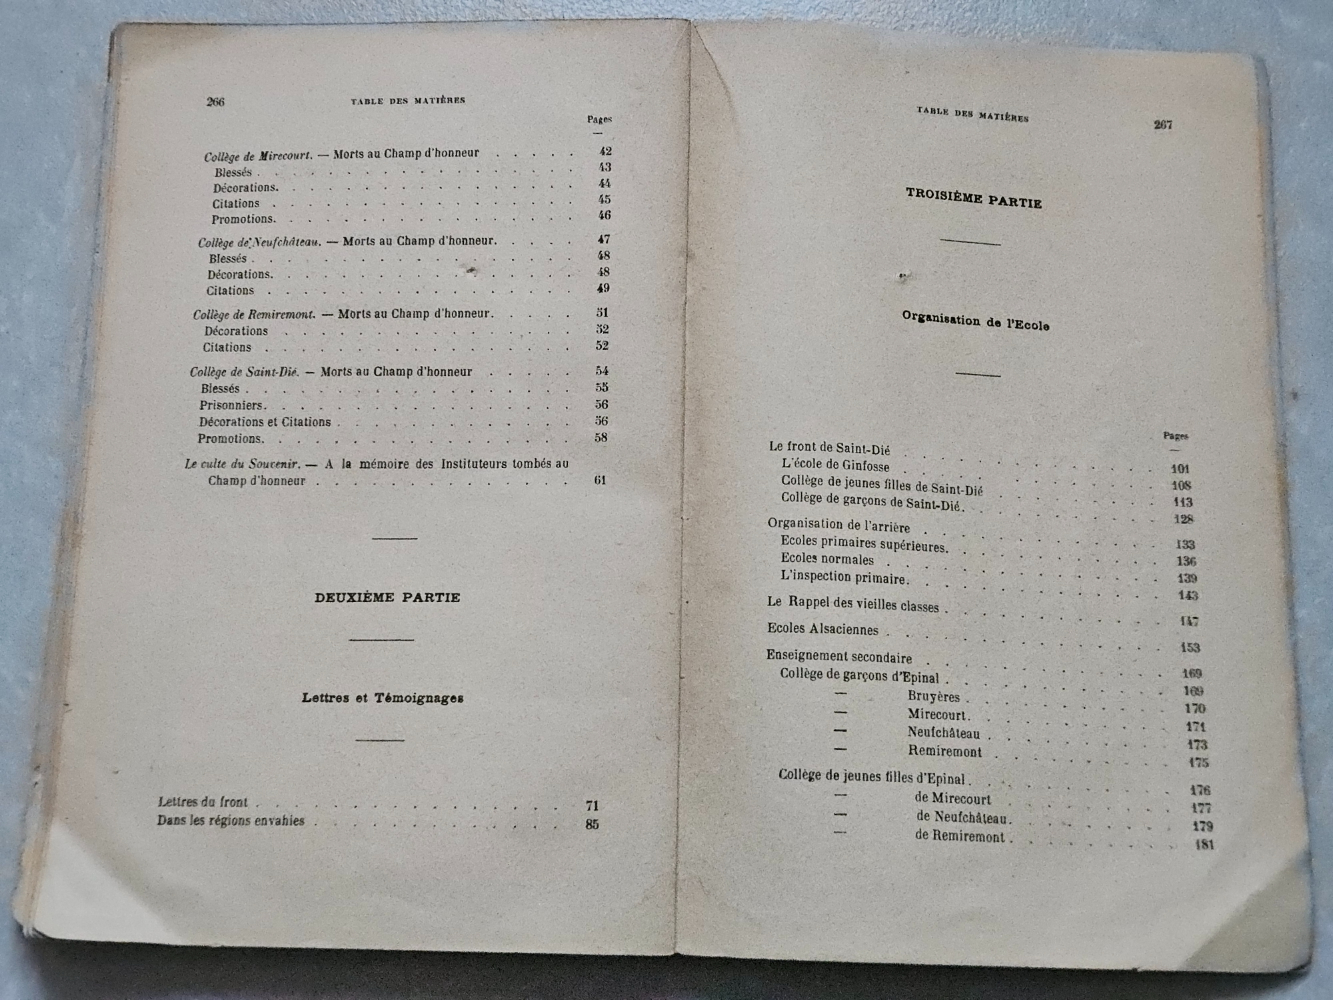 266 TABLE DES MATIÈRES
Pages
Collège de Mirecourt. — Morts au Champ d'honneur . . . . . 42
Blessés . . . . . . . . . . . . . . . . 43
Décorations. . . . . . . . . . . . . . . . 44
Citations . . . . . . . . . . . . . . . . 45
Promotions. . . . . . . . . . . . . . . . 46
Collège de Neufchâteau. — Morts au Champ d'honneur. . . . . 47
Blessés . . . . . . . . . . . . . . . . 48
Décorations. . . . . . . . . . . . . . . . 48
Citations . . . . . . . . . . . . . . . . 49
Collège de Remiremont. — Morts au Champ d'honneur. . . . . 51
Décorations . . . . . . . . . . . . . . . 52
Citations . . . . . . . . . . . . . . . . 52
Collège de Saint-Dié. — Morts au Champ d'honneur . . . . . 54
Blessés . . . . . . . . . . . . . . . . 55
Prisonniers. . . . . . . . . . . . . . . . 56
Décorations et Citations . . . . . . . . . . . . 56
Promotions. . . . . . . . . . . . . . . . 58
Le culte du Souvenir. — A la mémoire des Instituteurs tombés au
Champ d'honneur . . . . . . . . . . . . . 61
DEUXIÈME PARTIE
Lettres et Témoignages
Lettres du front . . . . . . . . . . . . . . . 71
Dans les régions envahies . . . . . . . . . . . . 85
TABLE DES MATIÈRES 267
TROISIÈME PARTIE
Organisation de l'Ecole
Pages
Le front de Saint-Dié . . . . . . . . . . . . 101
L'école de Ginfosse . . . . . . . . . . . . 108
Collège de jeunes filles de Saint-Dié . . . . . . . . 113
Collège de garçons de Saint-Dié. . . . . . . . . . 128
Organisation de l'arrière . . . . . . . . . . . 133
Ecoles primaires supérieures. . . . . . . . . . . 136
Ecoles normales . . . . . . . . . . . . . 139
L'inspection primaire. . . . . . . . . . . . . 143
Le Rappel des vieilles classes . . . . . . . . . . 147
Ecoles Alsaciennes . . . . . . . . . . . . . 153
Enseignement secondaire . . . . . . . . . . . 169
Collège de garçons d'Epinal . . . . . . . . . . 169
— Bruyères . . . . . . . . . . 170
— Mirecourt. . . . . . . . . . 171
— Neufchâteau . . . . . . . . . 173
— Remiremont . . . . . . . . . 175
Collège de jeunes filles d'Epinal . . . . . . . . . 176
— de Mirecourt . . . . . . . . 177
— de Neufchâteau. . . . . . . . 179
— de Remiremont . . . . . . . . 181